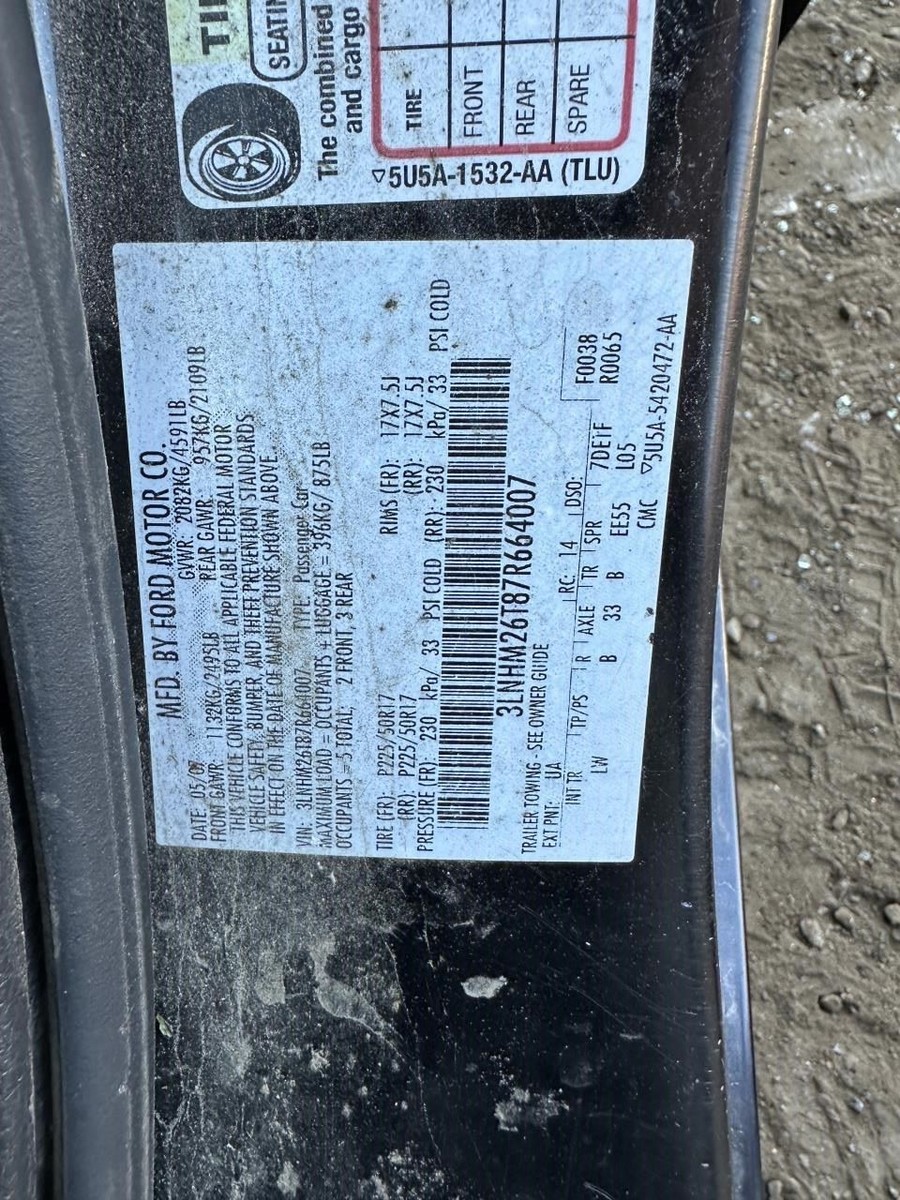 TI
SEATIN
The combined
and cargo
TIRE
FRONT
REAR
SPARE
▽5U5A-1532-AA (TLU)
MFD. BY FORD MOTOR CO.
DATE: 05/07 GVWR: 2082KG/4591LB
FRONT GAWR: 1132KG/2495LB REAR GAWR: 957KG/2109LB
THIS VEHICLE CONFORMS TO ALL APPLICABLE FEDERAL MOTOR
VEHICLE SAFETY, BUMPER, AND THEFT PREVENTION STANDARDS
IN EFFECT ON THE DATE OF MANUFACTURE SHOWN ABOVE.
VIN: 3LNHM26T87R664007 TYPE: Passenger Car
MAXIMUM LOAD = OCCUPANTS + LUGGAGE = 396KG/ 875LB
OCCUPANTS = 5 TOTAL, 2 FRONT, 3 REAR
TIRE (FR): P225/50R17 RIMS (FR): 17X7.5J
(RR): P225/50R17 (RR): 17X7.5J
PRESSURE (FR): 230 kPa/ 33 PSI COLD (RR): 230 kPa/ 33 PSI COLD
3LNHM26T87R664007
TRAILER TOWING - SEE OWNER GUIDE
EXT PNT: UA RC: 14 DSO: F0038
INT TR TP/PS R AXLE TR SPR 7DE1F R0065
LW B 33 B EE55 L05
CMC ▽5U5A-5420472-AA